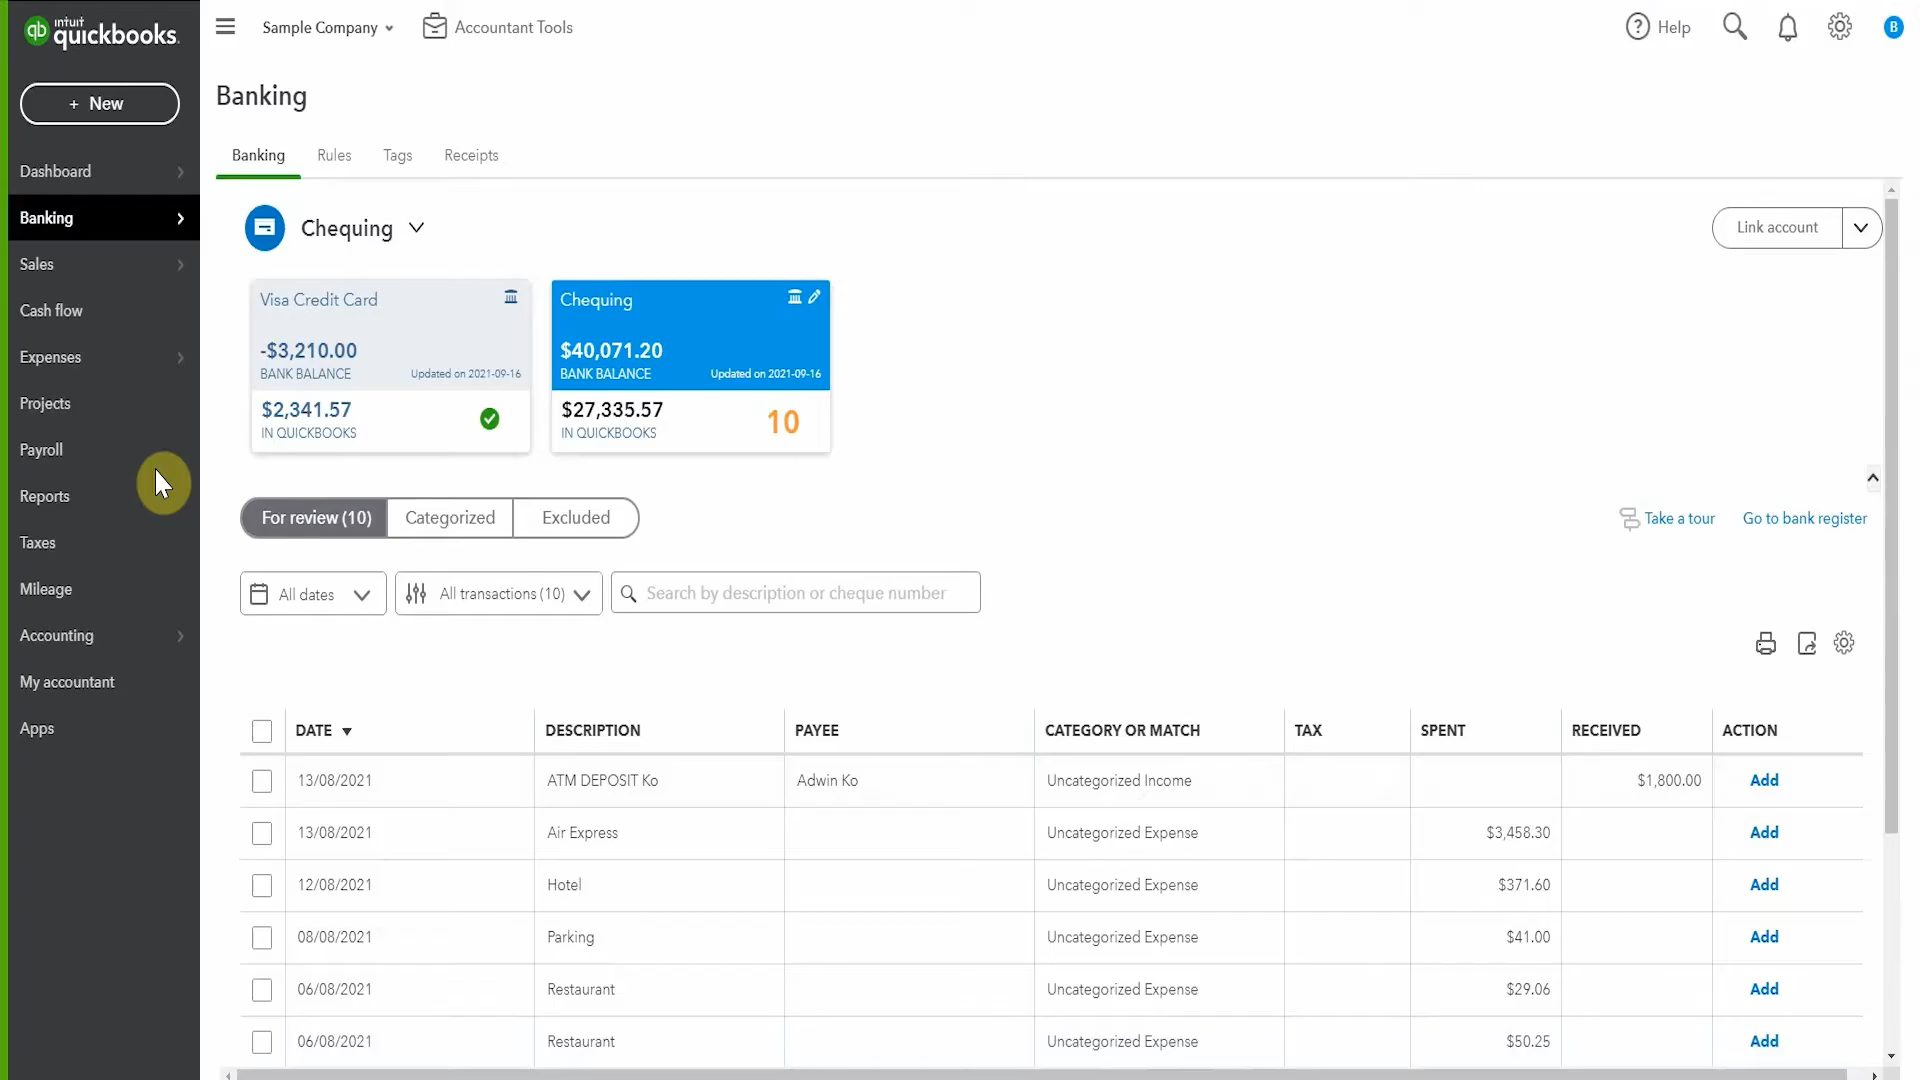 intuit
quickbooks.
Sample Company
Accountant Tools
Help
B
+ New
Dashboard
Banking
Sales
Cash flow
Expenses
Projects
Payroll
Reports
Taxes
Mileage
Accounting
My accountant
Apps
Banking
Banking Rules Tags Receipts
Chequing
Link account
Visa Credit Card
-$3,210.00
BANK BALANCE Updated on 2021-09-16
$2,341.57
IN QUICKBOOKS
Chequing
$40,071.20
BANK BALANCE Updated on 2021-09-16
$27,335.57
IN QUICKBOOKS
10
For review (10) Categorized Excluded
Take a tour Go to bank register
All dates All transactions (10) Search by description or cheque number
DATE DESCRIPTION PAYEE CATEGORY OR MATCH TAX SPENT RECEIVED ACTION
13/08/2021 ATM DEPOSIT Ko Adwin Ko Uncategorized Income $1,800.00 Add
13/08/2021 Air Express Uncategorized Expense $3,458.30 Add
12/08/2021 Hotel Uncategorized Expense $371.60 Add
08/08/2021 Parking Uncategorized Expense $41.00 Add
06/08/2021 Restaurant Uncategorized Expense $29.06 Add
06/08/2021 Restaurant Uncategorized Expense $50.25 Add